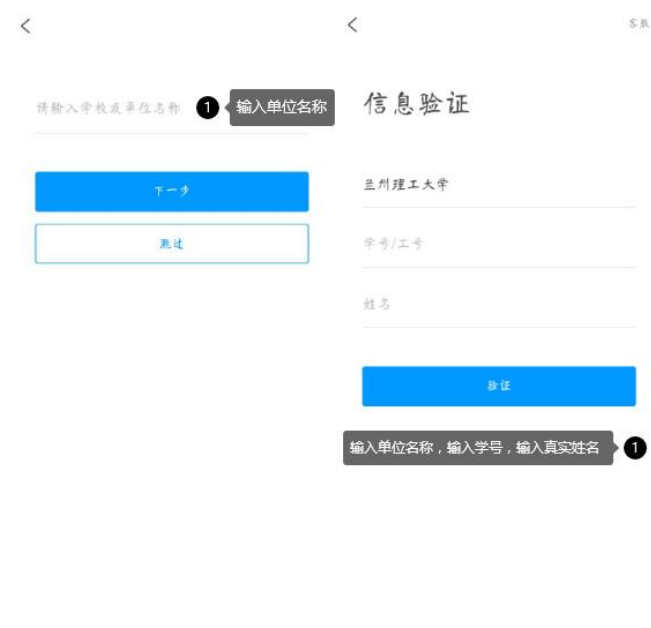 请输入学校或单位名称
1
输入单位名称
下一步
跳过
客服
信息验证
兰州理工大学
学号/工号
姓名
验证
输入单位名称，输入学号，输入真实姓名
1